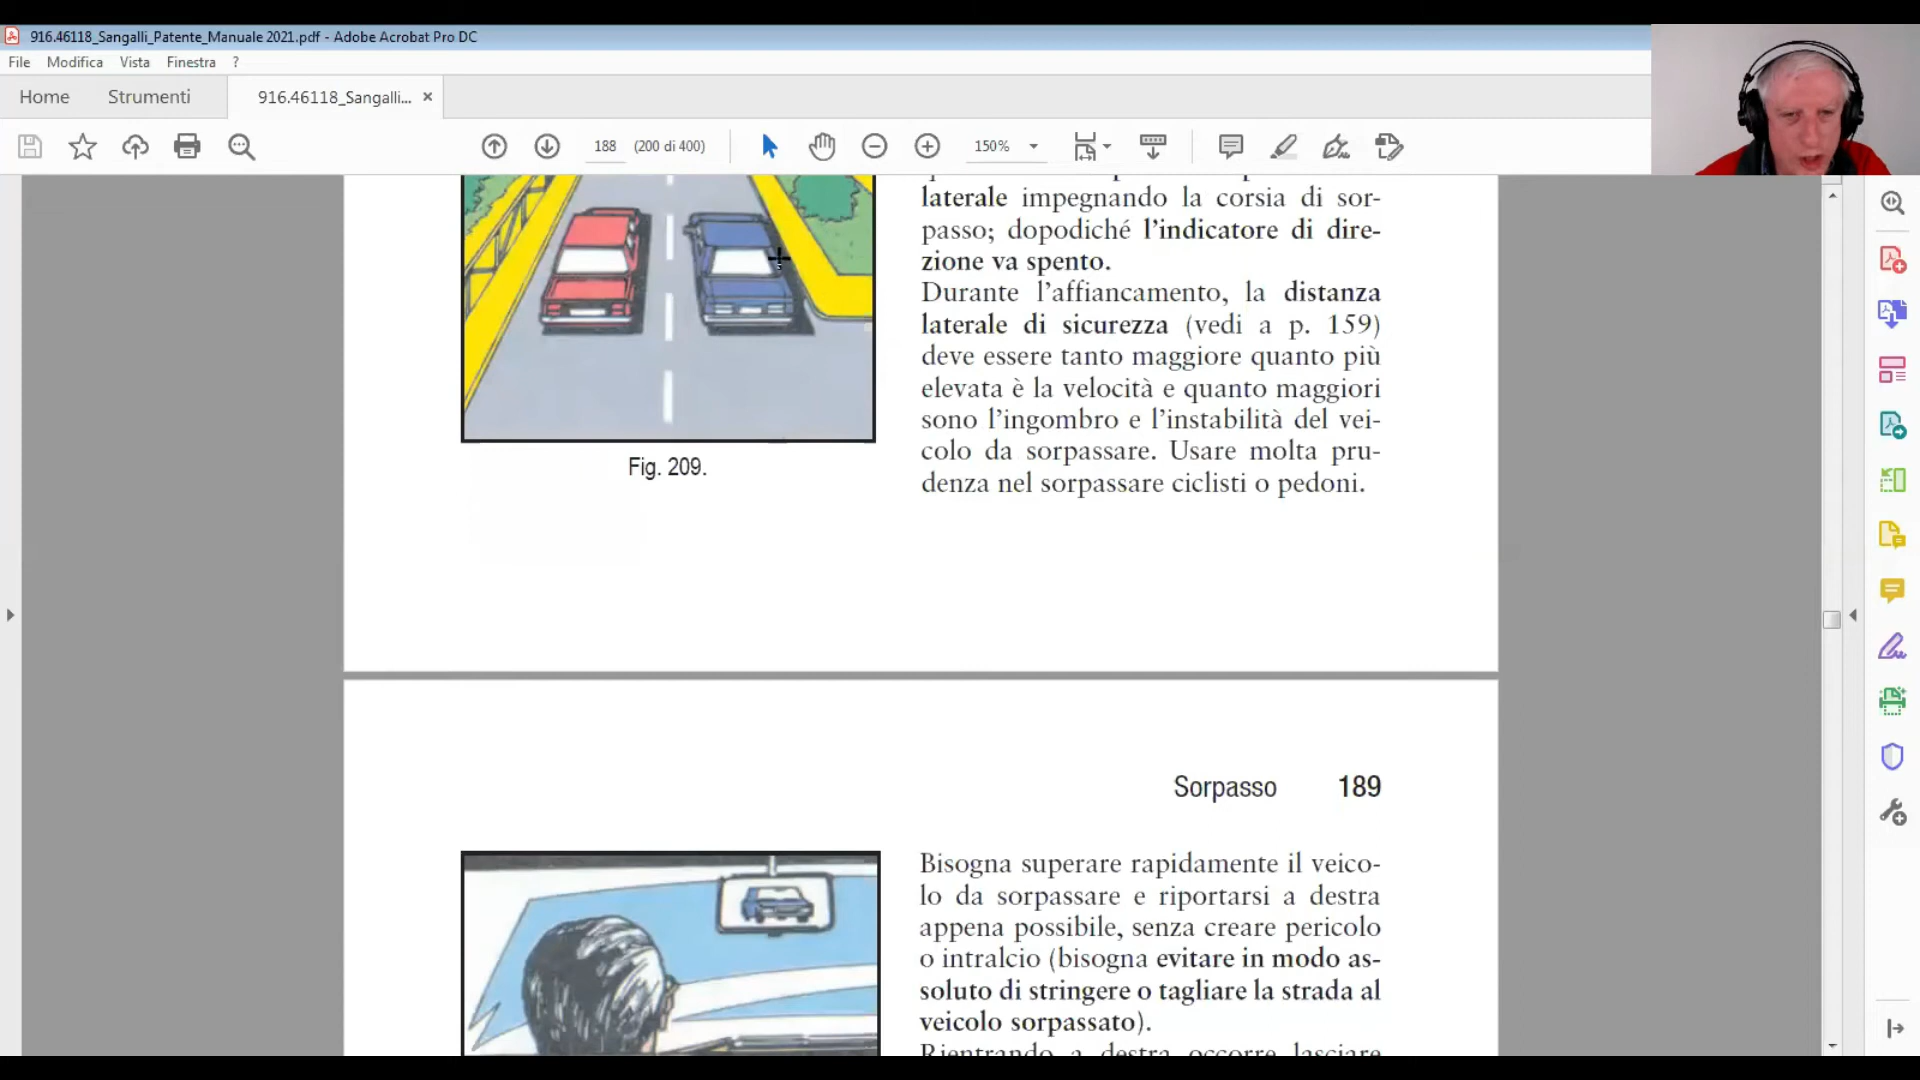 916.46118_Sangalli_Patente_Manuale 2021.pdf - Adobe Acrobat Pro DC
File Modifica Vista Finestra ?
Home Strumenti 916.46118_Sangalli... ×
188 (200 di 400) 150%
laterale impegnando la corsia di sor-
passo; dopodiché l'indicatore di dire-
zione va spento.
Durante l'affiancamento, la distanza
laterale di sicurezza (vedi a p. 159)
deve essere tanto maggiore quanto più
elevata è la velocità e quanto maggiori
sono l'ingombro e l'instabilità del vei-
colo da sorpassare. Usare molta pru-
denza nel sorpassare ciclisti o pedoni.
Fig. 209.
Sorpasso 189
Bisogna superare rapidamente il veico-
lo da sorpassare e riportarsi a destra
appena possibile, senza creare pericolo
o intralcio (bisogna evitare in modo as-
soluto di stringere o tagliare la strada al
veicolo sorpassato).
Rientrando a destra occorre lasciare